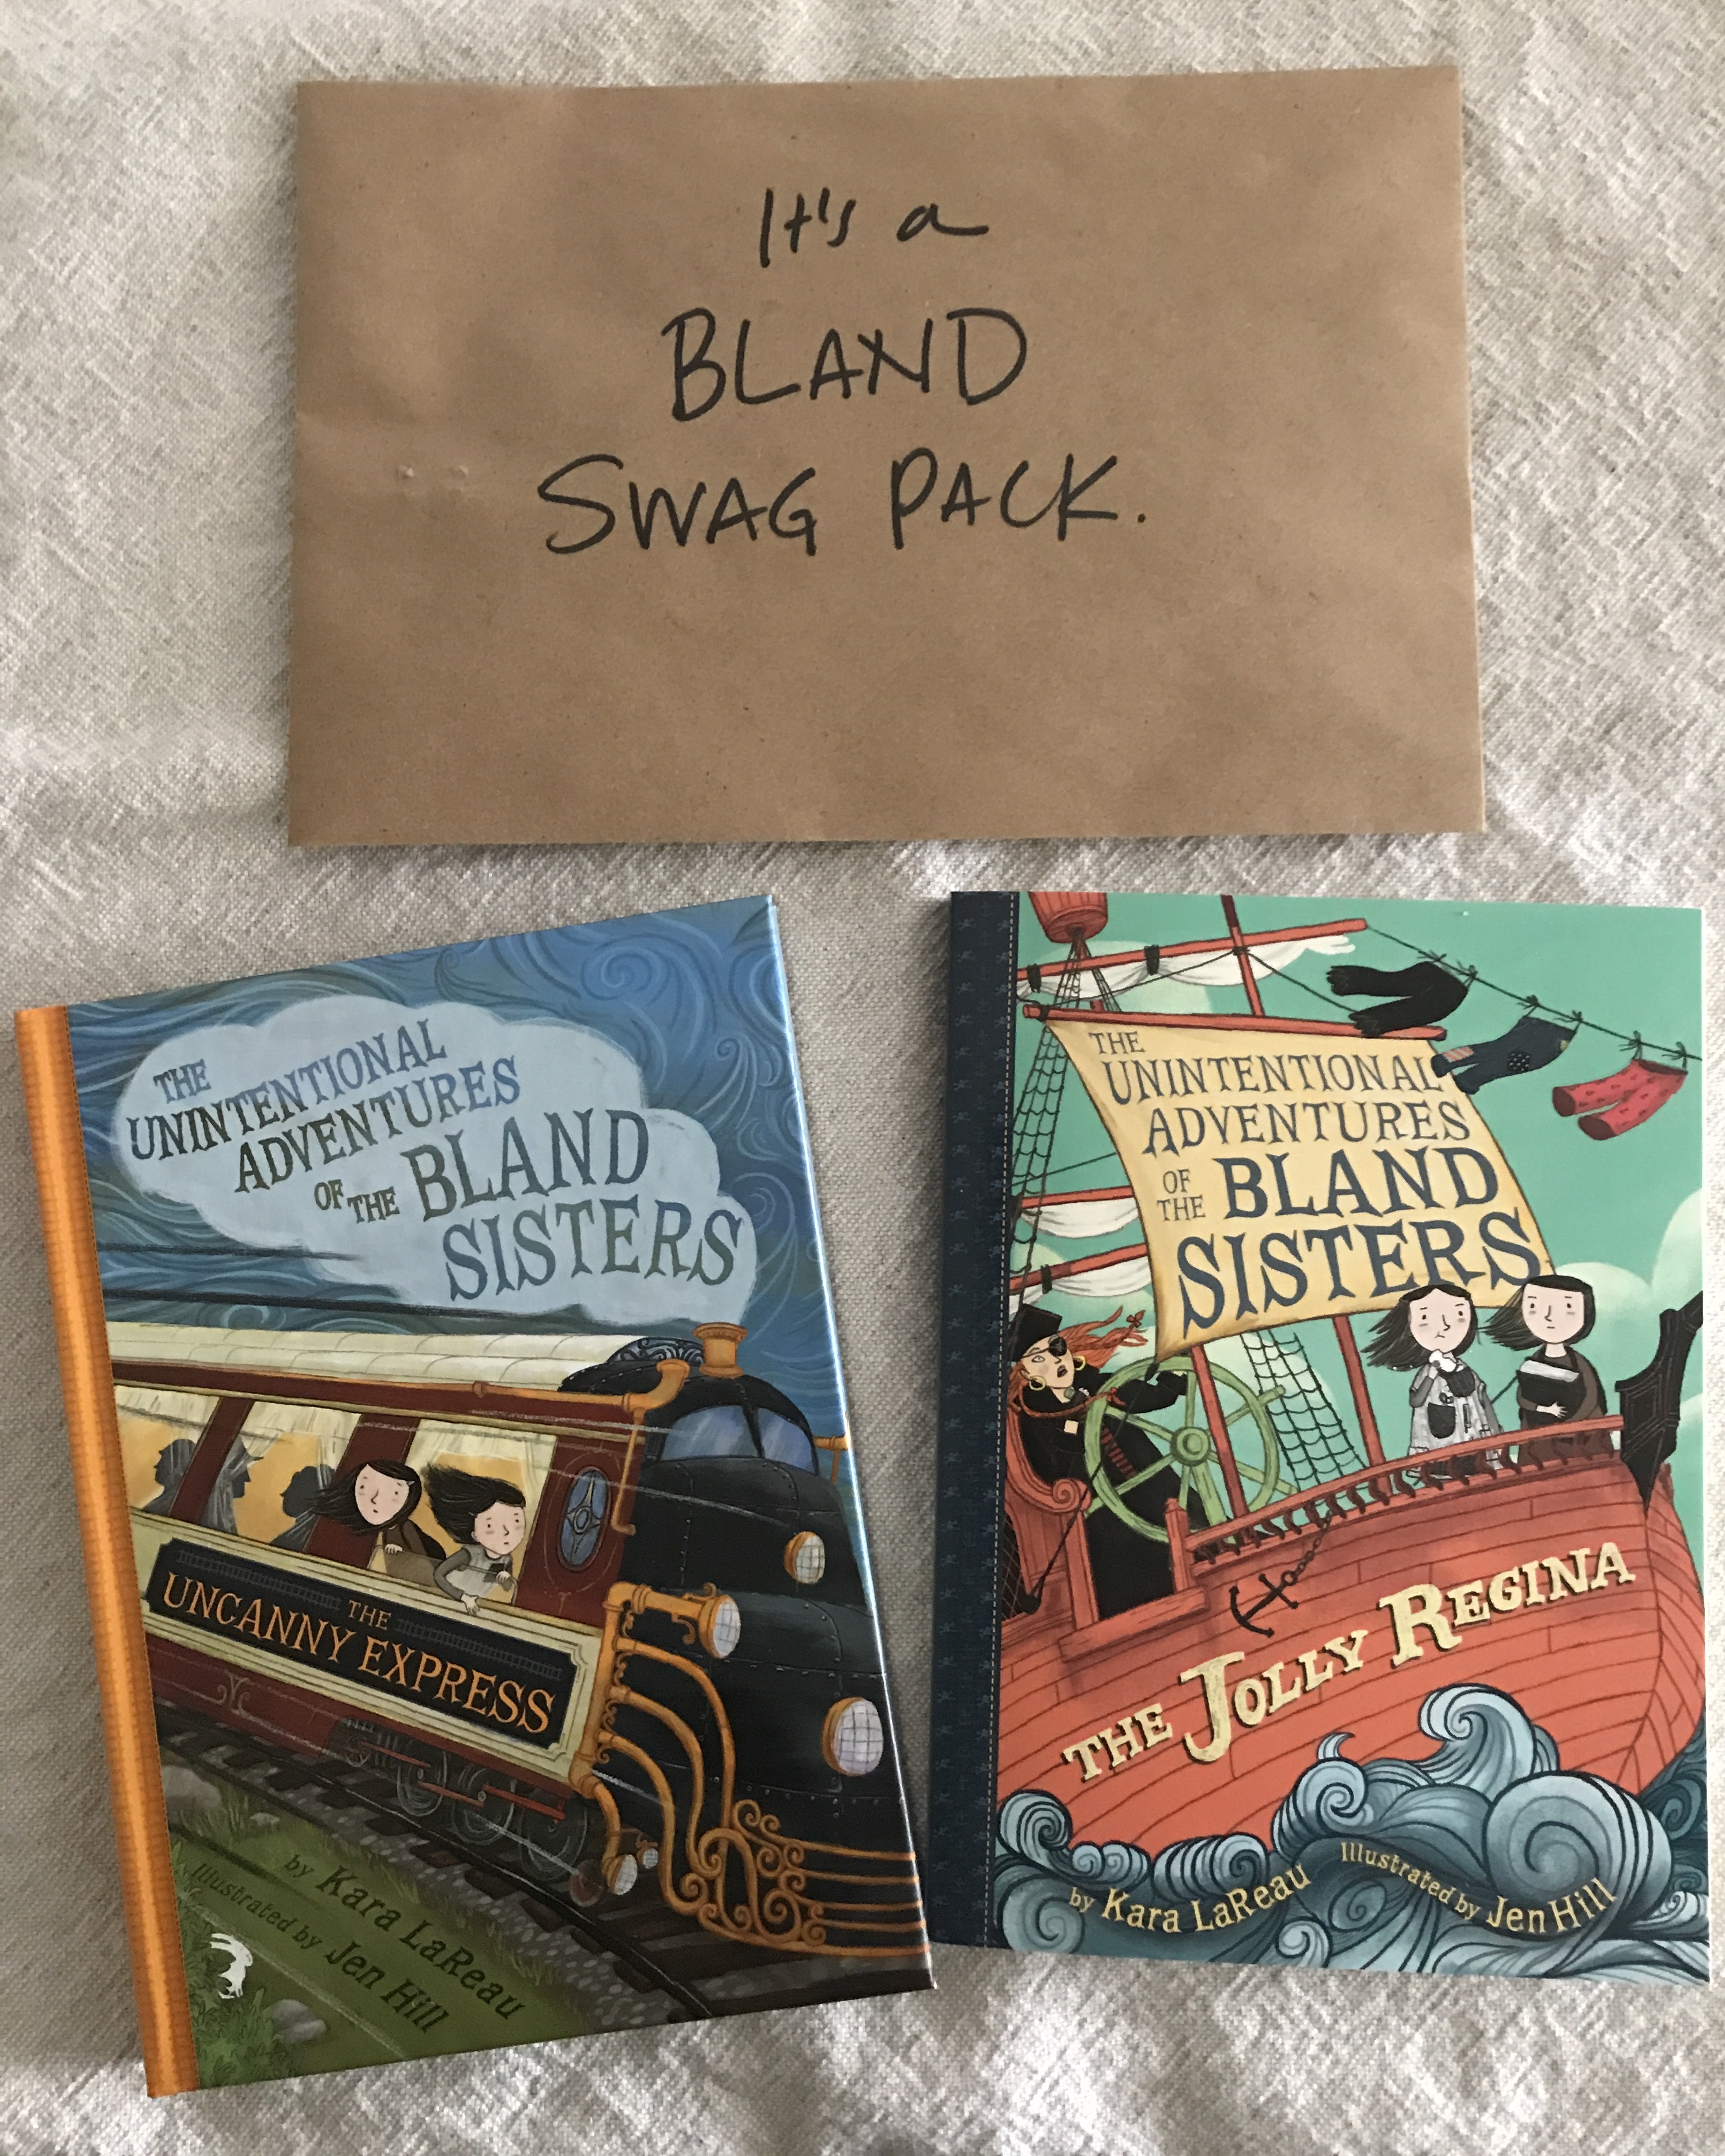 It's a
BLAND
SWAG PACK.
THE
UNINTENTIONAL
ADVENTURES
OF THE BLAND
SISTERS
THE
UNCANNY EXPRESS
by Kara LaReau
Illustrated by Jen Hill
THE
UNINTENTIONAL
ADVENTURES
OF THE BLAND
SISTERS
THE JOLLY REGINA
by Kara LaReau
Illustrated by Jen Hill